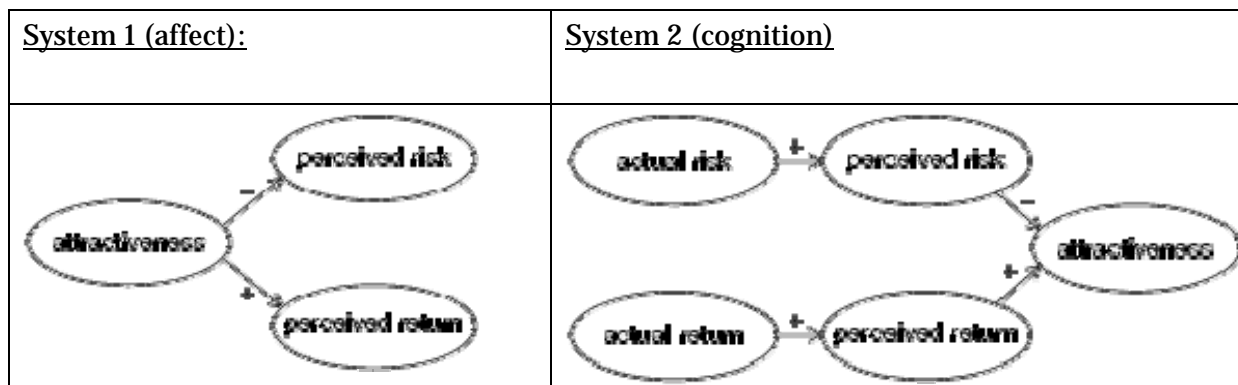 System 1 (affect):
System 2 (cognition)
perceived risk
-
attractiveness
+
perceived return
actual risk
+
perceived risk
-
attractiveness
+
actual return
+
perceived return